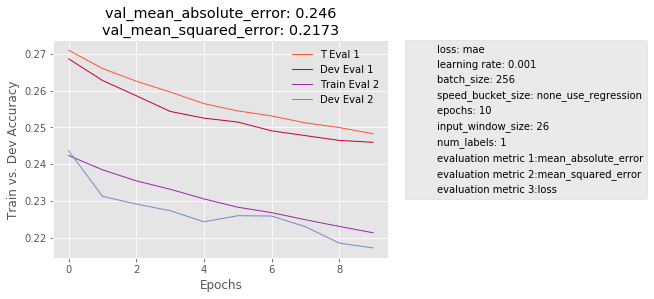 val_mean_absolute_error: 0.246
val_mean_squared_error: 0.2173
0.27
0.26
0.25
0.24
0.23
0.22
Train vs. Dev Accuracy
0 2 4 6 8
Epochs
T Eval 1
Dev Eval 1
Train Eval 2
Dev Eval 2
loss: mae
learning rate: 0.001
batch_size: 256
speed_bucket_size: none_use_regression
epochs: 10
input_window_size: 26
num_labels: 1
evaluation metric 1:mean_absolute_error
evaluation metric 2:mean_squared_error
evaluation metric 3:loss